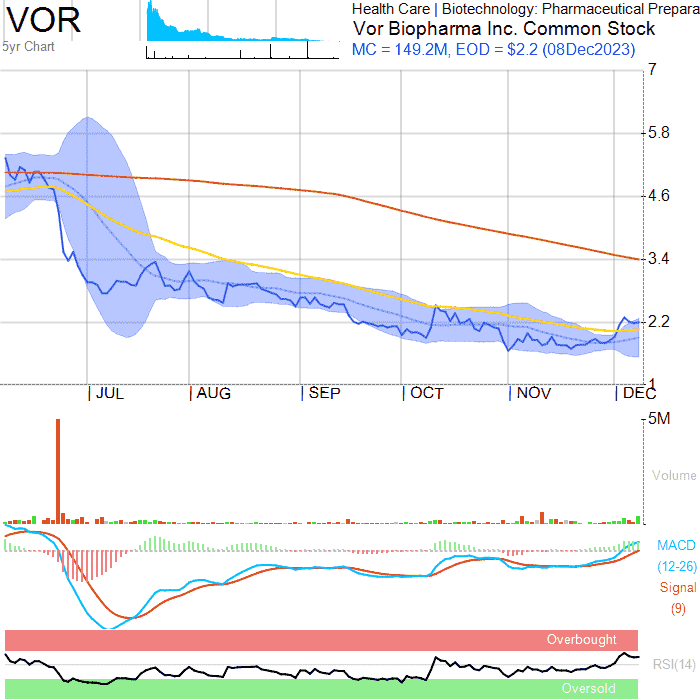 VOR
5yr Chart
Health Care | Biotechnology: Pharmaceutical Prepara
Vor Biopharma Inc. Common Stock
MC = 149.2M, EOD = $2.2 (08Dec2023)
7
5.8
4.6
3.4
2.2
1
JUL AUG SEP OCT NOV DEC
5M
Volume
MACD
(12-26)
Signal
(9)
Overbought
RSI(14)
Oversold